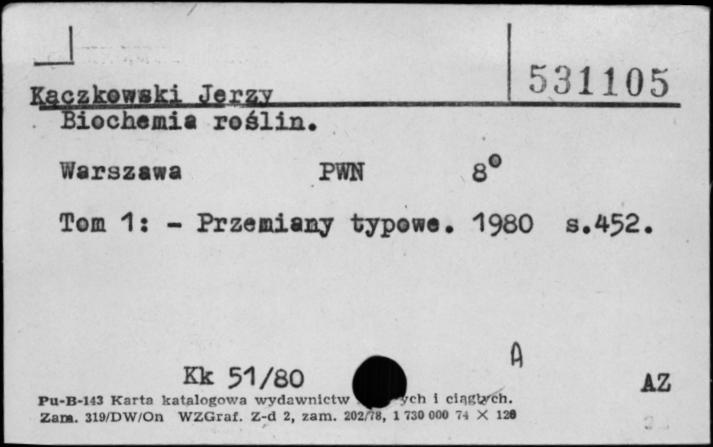 531105
Kączkowski Jerzy
Biochemia roślin.
Warszawa PWN 8°
Tom 1: - Przemiany typowe. 1980 s.452.
A
Kk 51/80
AZ
Pu-B-143 Karta katalogowa wydawnictw ych i ciągłych.
Zam. 319/DW/On WZGraf. Z-d 2, zam. 202/78, 1 730 000 74 X 120